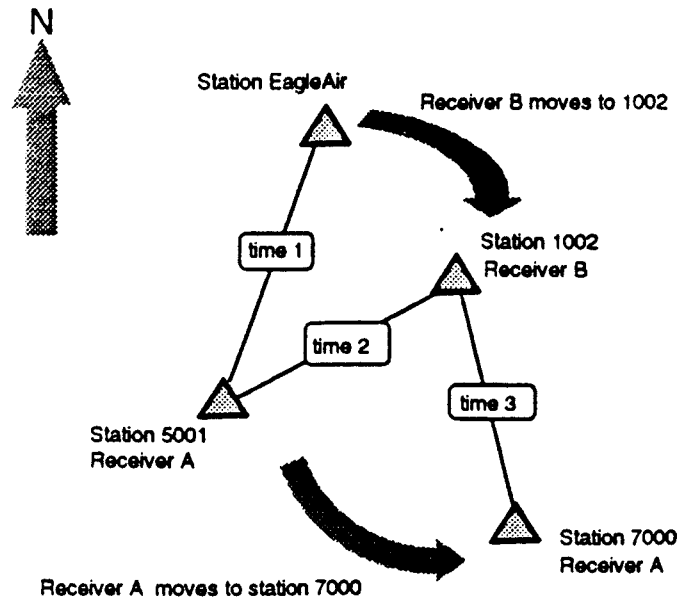 N
Station EagleAir
Receiver B moves to 1002
time 1
Station 1002
Receiver B
time 2
time 3
Station 5001
Receiver A
Station 7000
Receiver A
Receiver A moves to station 7000